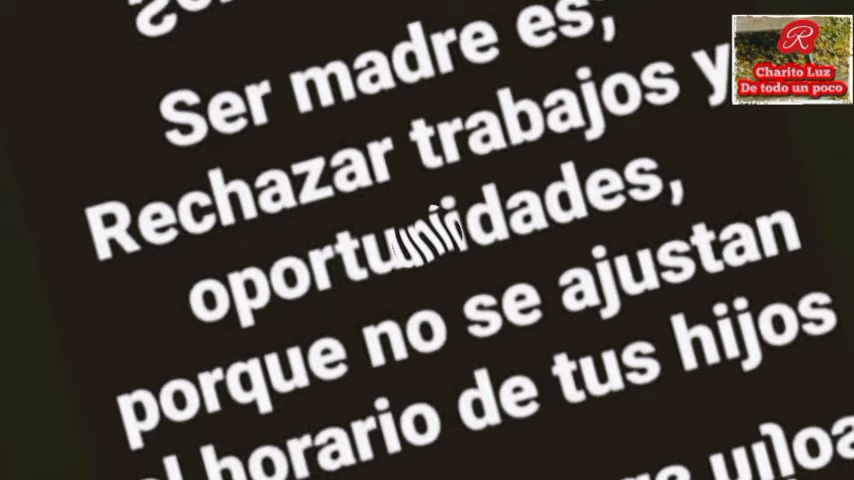 Ser madre es;
Rechazar trabajos y
oportunidades,
porque no se ajustan
al horario de tus hijos
R
Charito Luz
De todo un poco